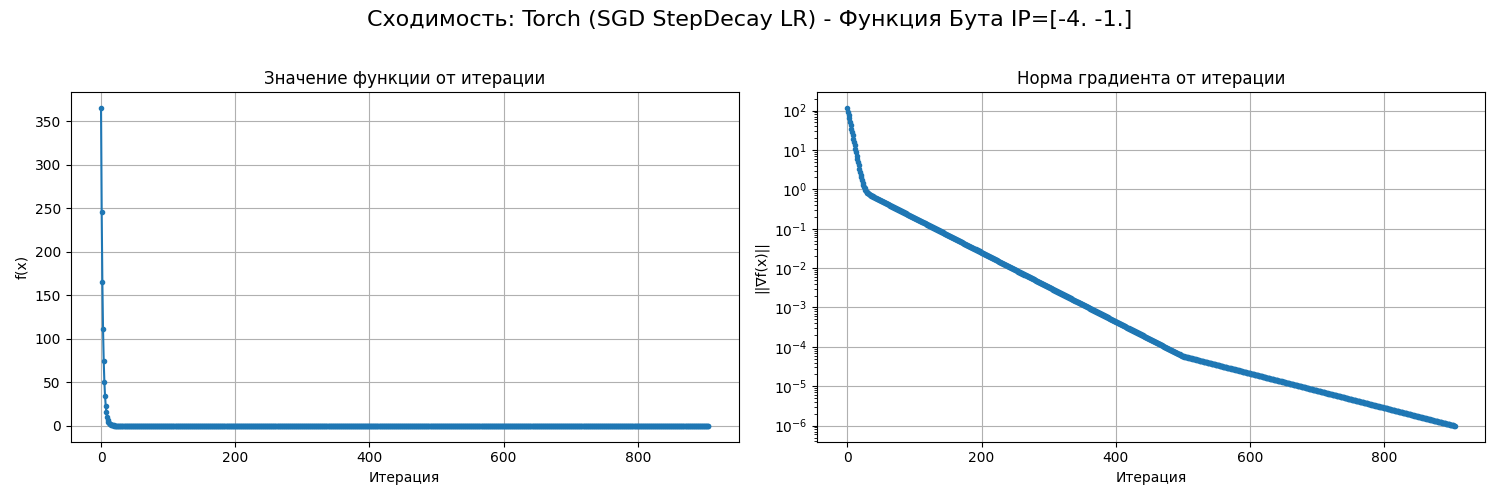 Сходимость: Torch (SGD StepDecay LR) - Функция Бута IP=[-4. -1.]
Значение функции от итерации
f(x)
350
300
250
200
150
100
50
0
0 200 400 600 800
Итерация
Норма градиента от итерации
||∇f(x)||
10²
10¹
10⁰
10⁻¹
10⁻²
10⁻³
10⁻⁴
10⁻⁵
10⁻⁶
0 200 400 600 800
Итерация